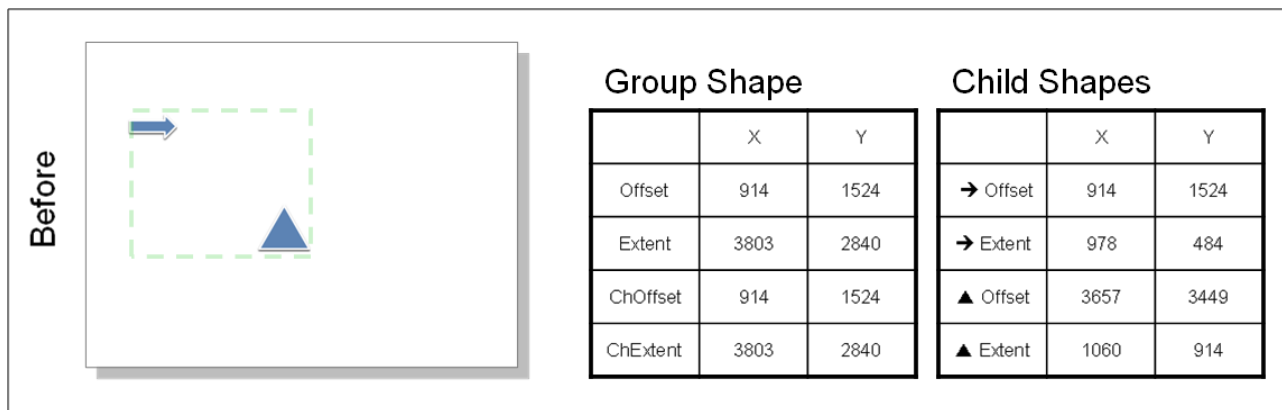 Before
Group Shape
X Y
Offset 914 1524
Extent 3803 2840
ChOffset 914 1524
ChExtent 3803 2840
Child Shapes
X Y
➔ Offset 914 1524
➔ Extent 978 484
▲ Offset 3657 3449
▲ Extent 1060 914